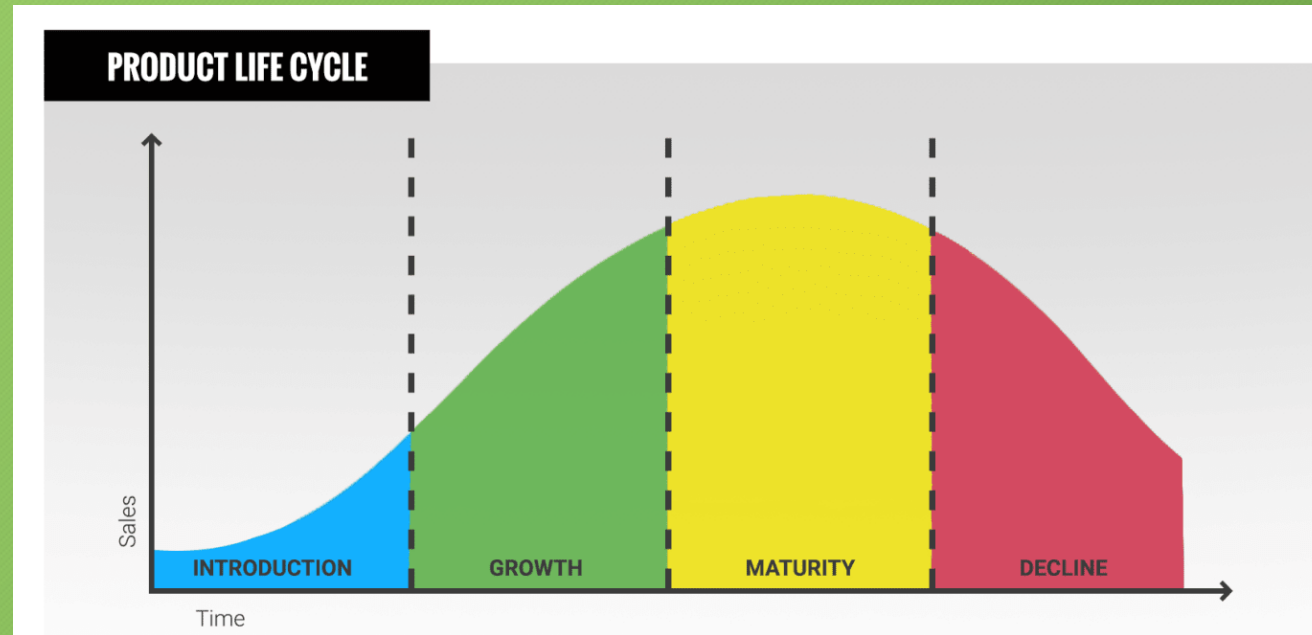 PRODUCT LIFE CYCLE
Sales
INTRODUCTION
GROWTH
MATURITY
DECLINE
Time